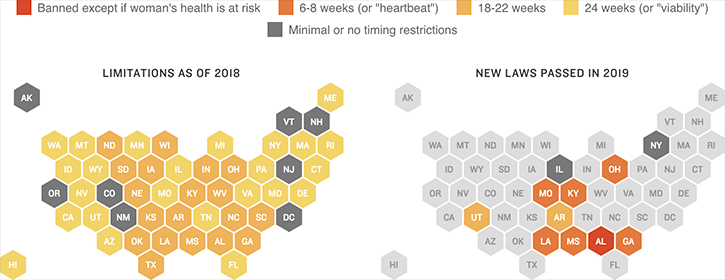 Banned except if woman's health is at risk 6-8 weeks (or "heartbeat") 18-22 weeks 24 weeks (or "viability")
Minimal or no timing restrictions
LIMITATIONS AS OF 2018
AK ME
VT NH
WA MT ND MN WI MI NY MA RI
ID WY SD IA IL IN OH PA NJ CT
OR NV CO NE MO KY WV VA MD DE
CA UT NM KS AR TN NC SC DC
AZ OK LA MS AL GA
HI TX FL
NEW LAWS PASSED IN 2019
AK ME
VT NH
WA MT ND MN WI MI NY MA RI
ID WY SD IA IL IN OH PA NJ CT
OR NV CO NE MO KY WV VA MD DE
CA UT NM KS AR TN NC SC DC
AZ OK LA MS AL GA
HI TX FL